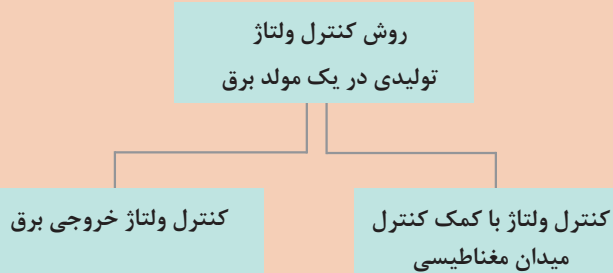 روش کنترل ولتاژ
تولیدی در یک مولد برق
کنترل ولتاژ با کمک کنترل
میدان مغناطیسی
کنترل ولتاژ خروجی برق